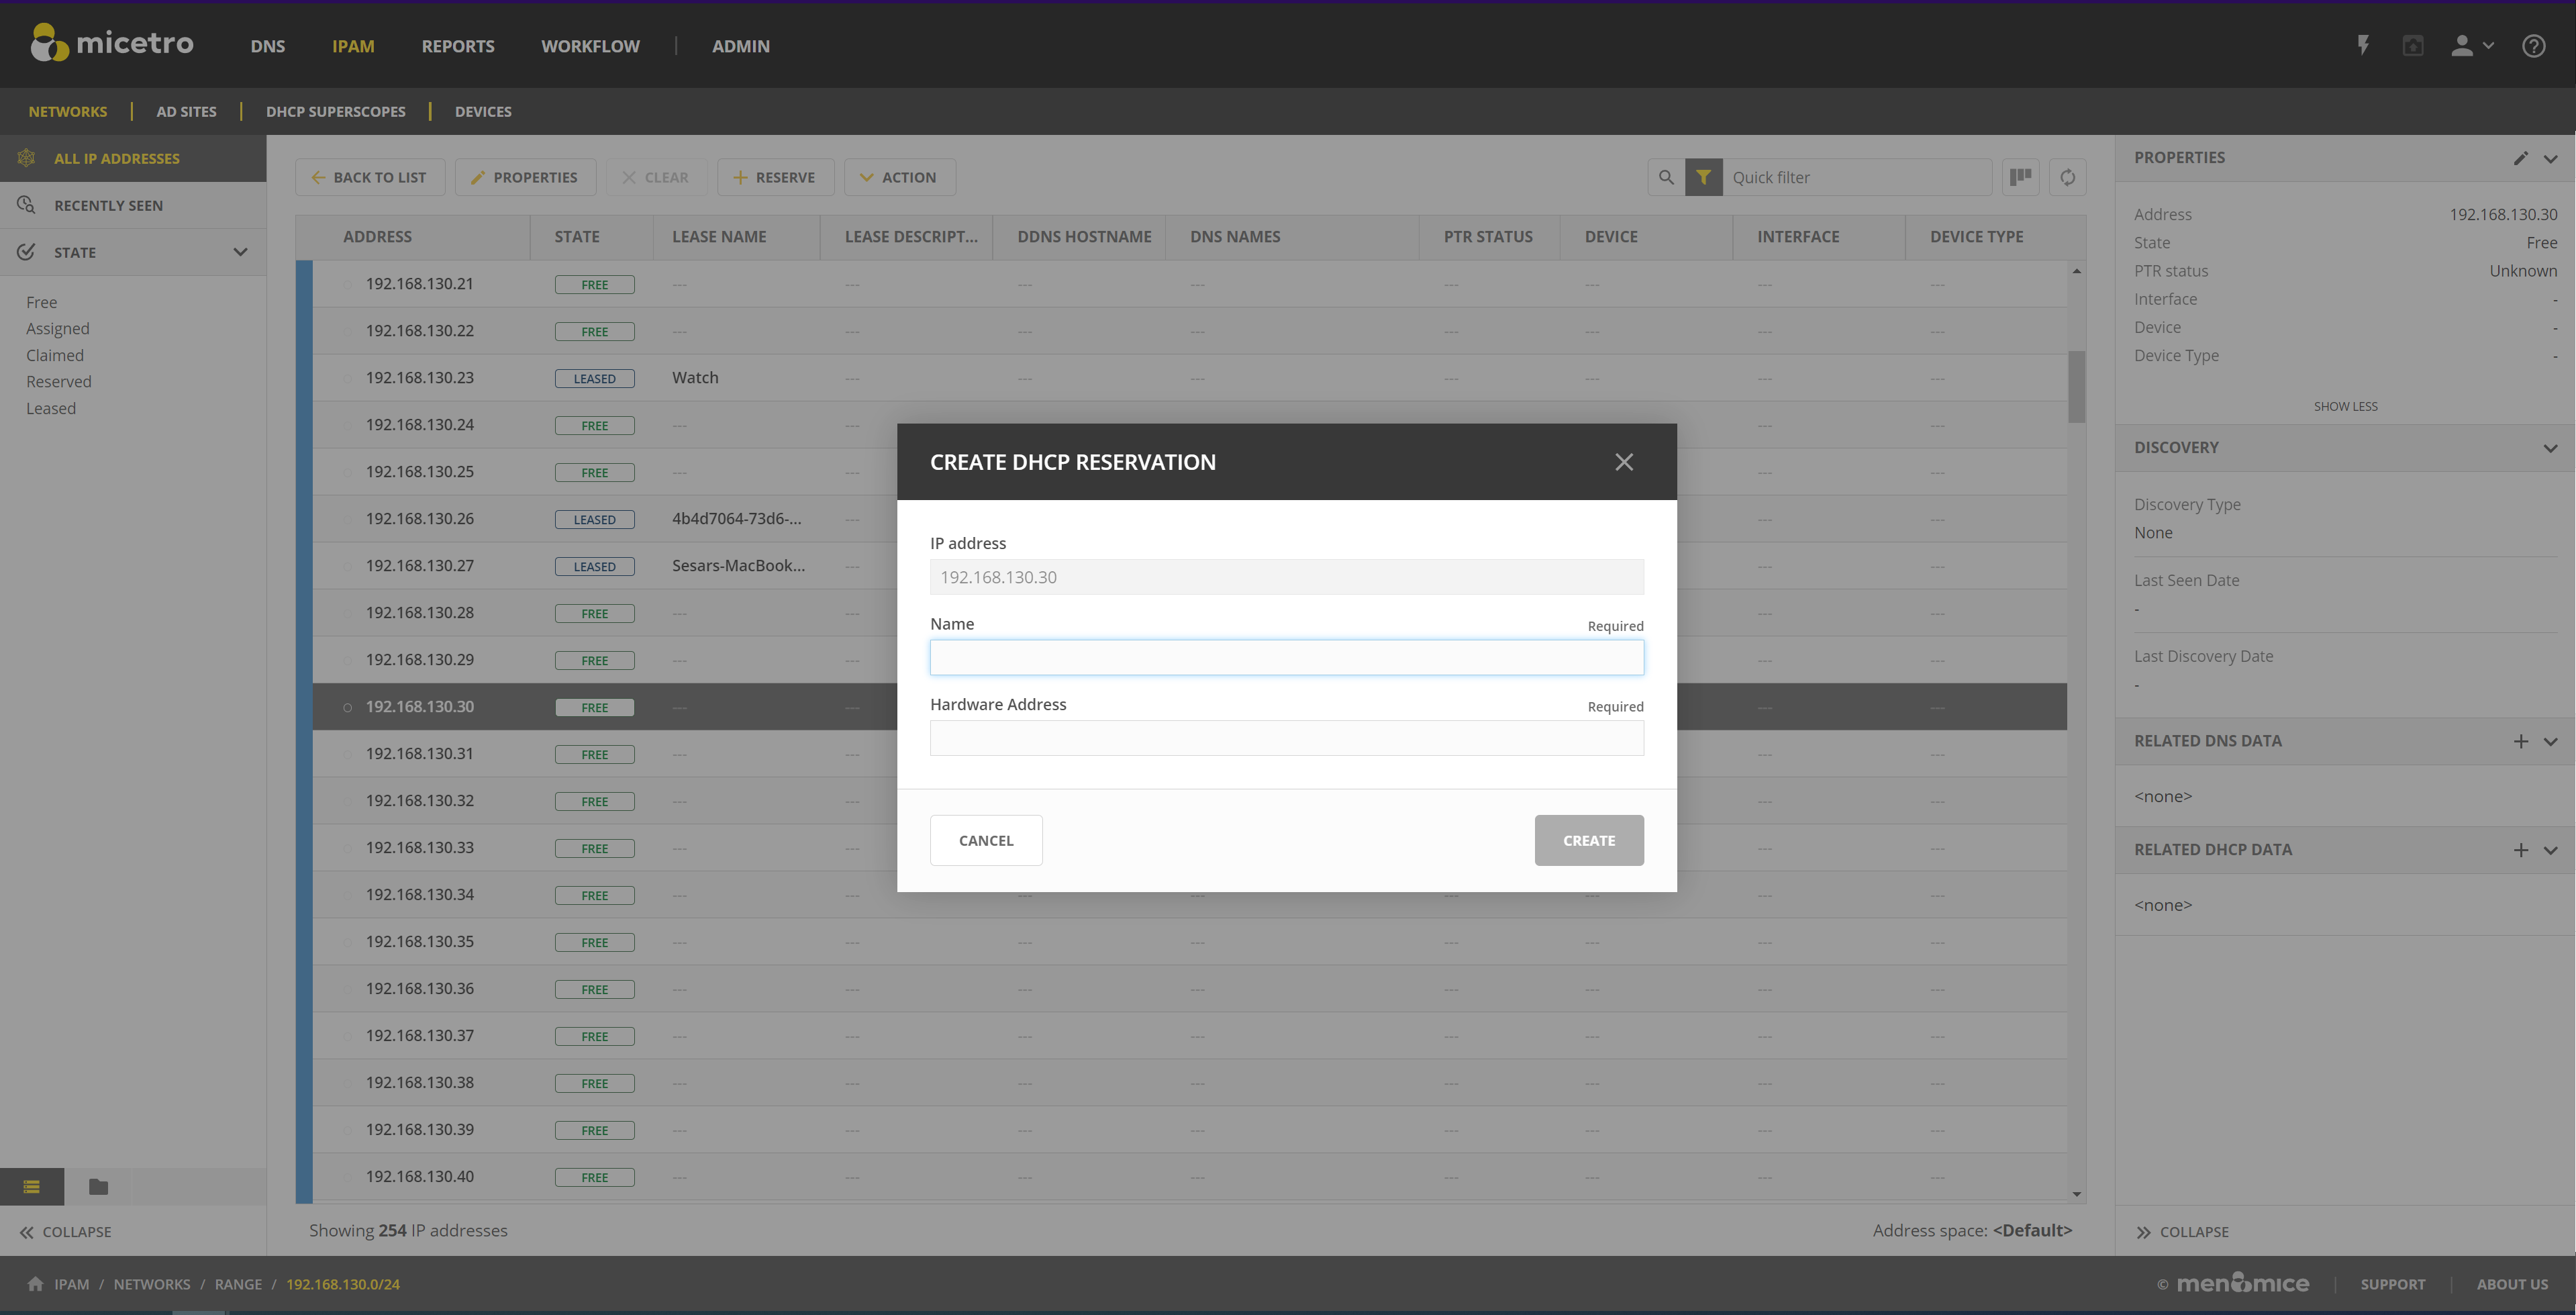 micetro DNS IPAM REPORTS WORKFLOW | ADMIN
NETWORKS | AD SITES | DHCP SUPERSCOPES | DEVICES
ALL IP ADDRESSES
RECENTLY SEEN
STATE
Free
Assigned
Claimed
Reserved
Leased
COLLAPSE
BACK TO LIST PROPERTIES CLEAR RESERVE ACTION Quick filter
ADDRESS STATE LEASE NAME LEASE DESCRIPT... DDNS HOSTNAME DNS NAMES PTR STATUS DEVICE INTERFACE DEVICE TYPE
192.168.130.21 FREE --- --- --- --- --- --- --- ---
192.168.130.22 FREE --- --- --- --- --- --- --- ---
192.168.130.23 LEASED Watch --- --- --- --- --- --- ---
192.168.130.24 FREE --- --- ---  ---
192.168.130.25 FREE --- --- --- ---
192.168.130.26 LEASED 4b4d7064-73d6-... --- --- ---
192.168.130.27 LEASED Sesars-MacBook... --- --- ---
192.168.130.28 FREE --- --- --- ---
192.168.130.29 FREE --- --- --- ---
192.168.130.30 FREE --- --- --- ---
192.168.130.31 FREE --- --- --- ---
192.168.130.32 FREE --- --- --- ---
192.168.130.33 FREE --- --- --- ---
192.168.130.34 FREE --- --- --- --- --- --- --- ---
192.168.130.35 FREE --- --- --- --- --- --- --- ---
192.168.130.36 FREE --- --- --- --- --- --- --- ---
192.168.130.37 FREE --- --- --- --- --- --- --- ---
192.168.130.38 FREE --- --- --- --- --- --- --- ---
192.168.130.39 FREE --- --- --- --- --- --- --- ---
192.168.130.40 FREE --- --- --- --- --- --- --- ---
Showing 254 IP addresses Address space: <Default>
CREATE DHCP RESERVATION
IP address
192.168.130.30
Name Required
Hardware Address Required
CANCEL CREATE
PROPERTIES
Address 192.168.130.30
State Free
PTR status Unknown
Interface -
Device -
Device Type -
SHOW LESS
DISCOVERY
Discovery Type
None
Last Seen Date
-
Last Discovery Date
-
RELATED DNS DATA
<none>
RELATED DHCP DATA
<none>
COLLAPSE
IPAM / NETWORKS / RANGE / 192.168.130.0/24 © men&mice | SUPPORT | ABOUT US